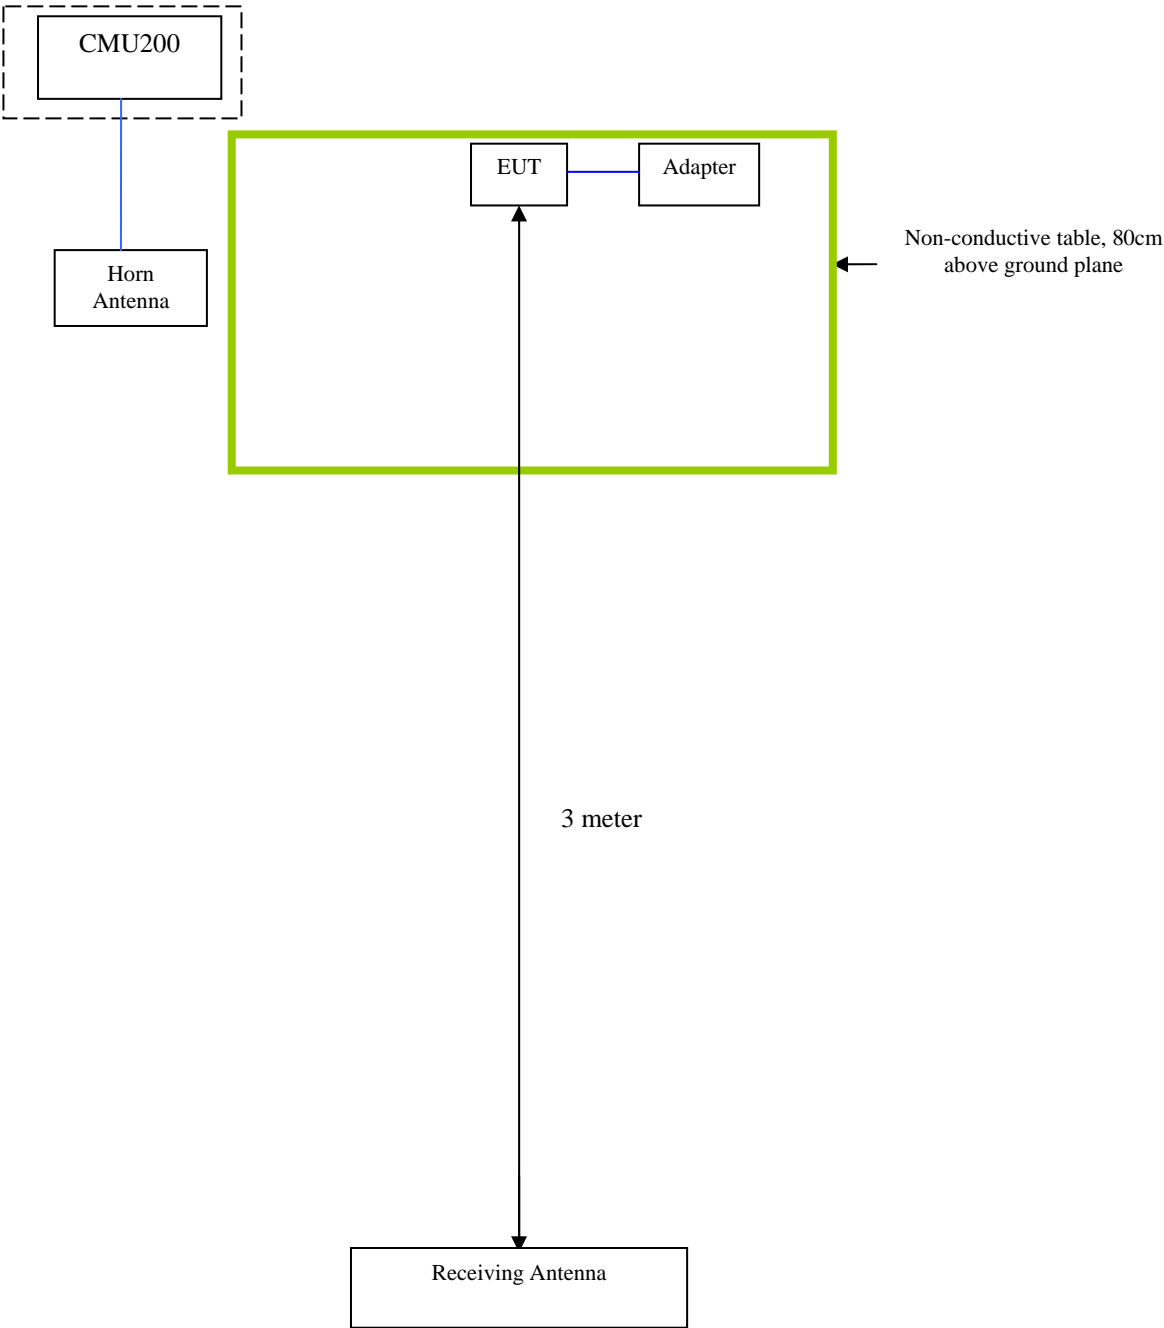 CMU200
EUT
Adapter
Non-conductive table, 80cm
above ground plane
Horn
Antenna
3 meter
Receiving Antenna